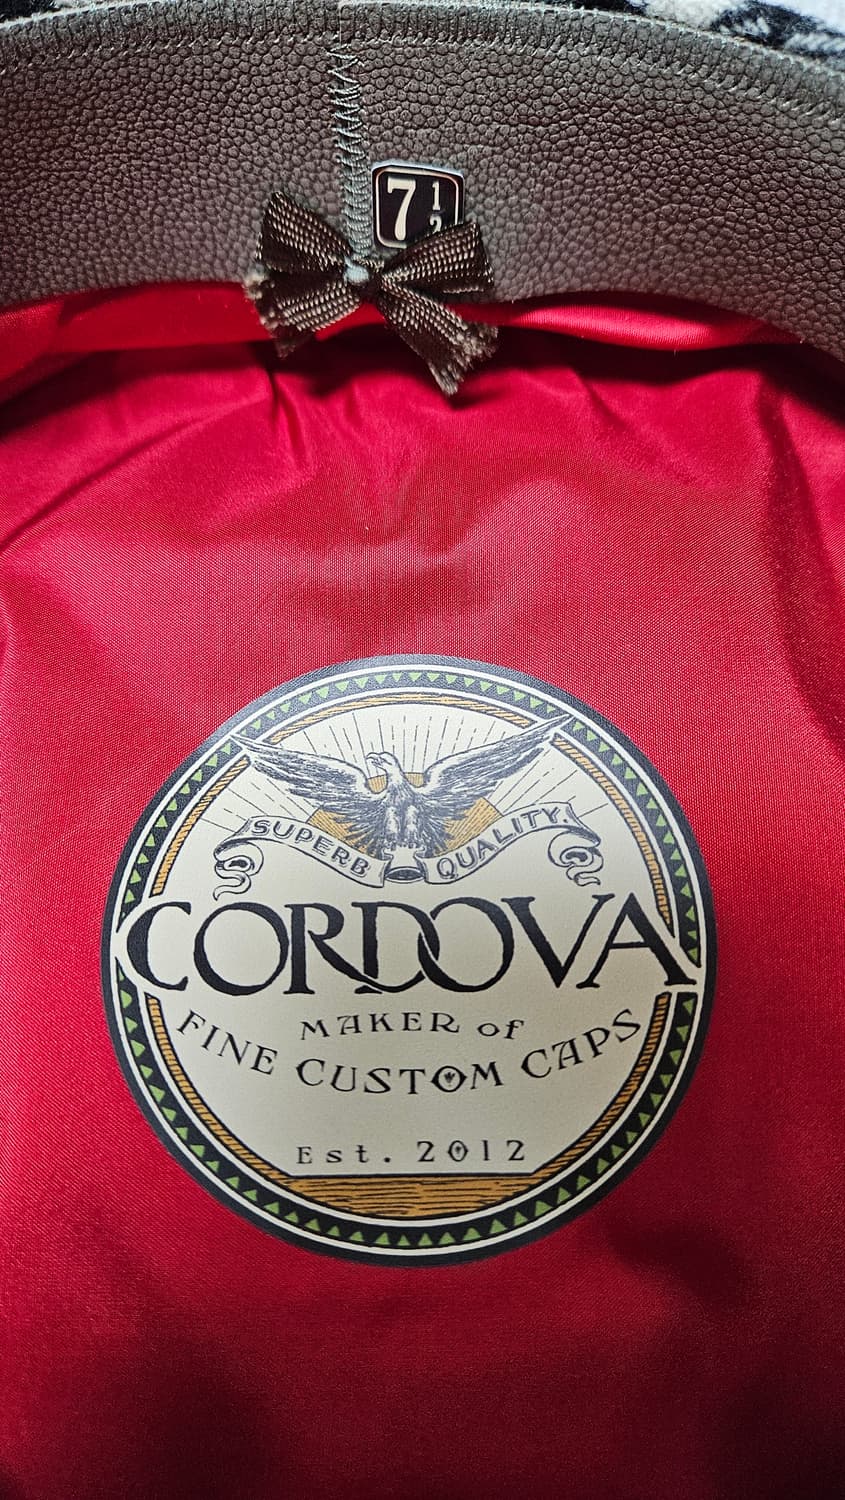 7 1/2
SUPERB QUALITY
CORDOVA
MAKER of
FINE CUSTOM CAPS
Est. 2012